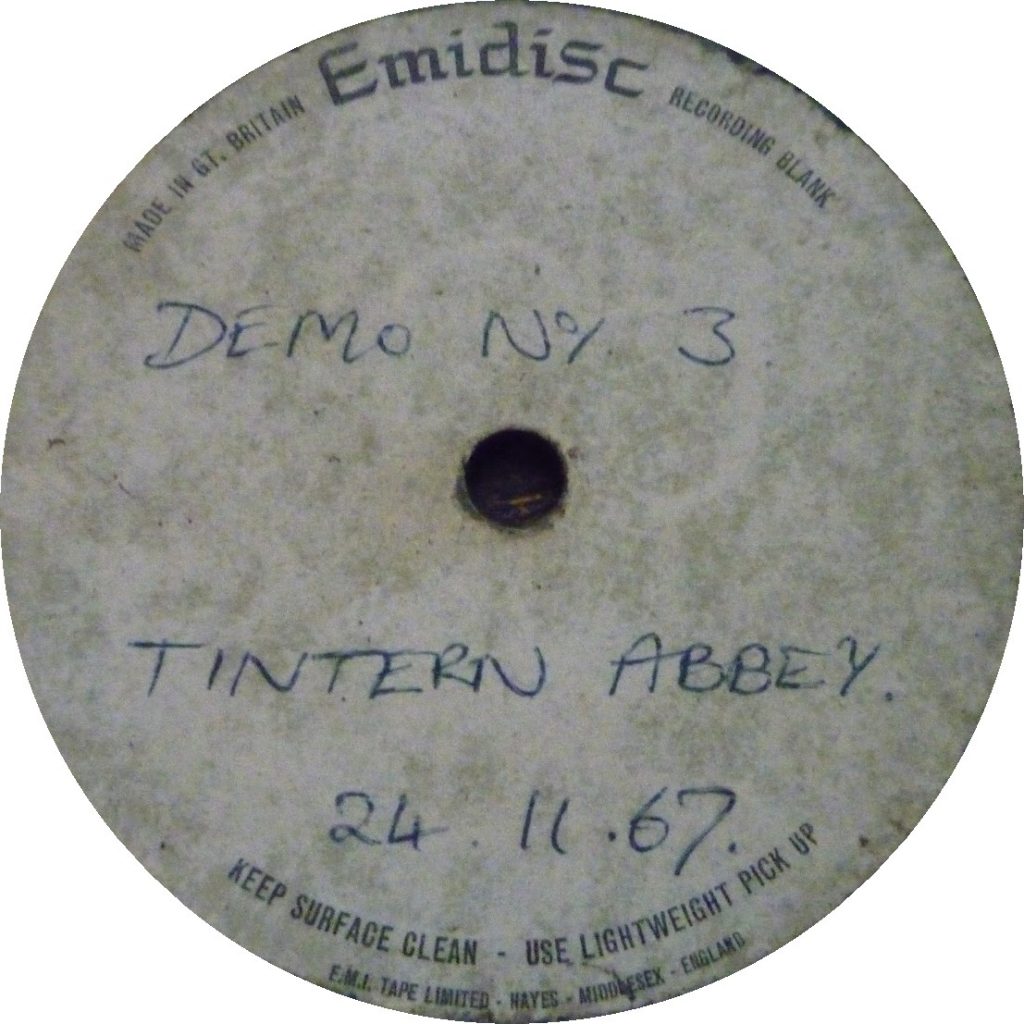 Emidisc
MADE IN GT. BRITAIN
RECORDING BLANK
DEMO No/ 3.
TINTERN ABBEY.
24.11.67.
KEEP SURFACE CLEAN - USE LIGHTWEIGHT PICK UP
E.M.I. TAPE LIMITED - HAYES - MIDDLESEX - ENGLAND